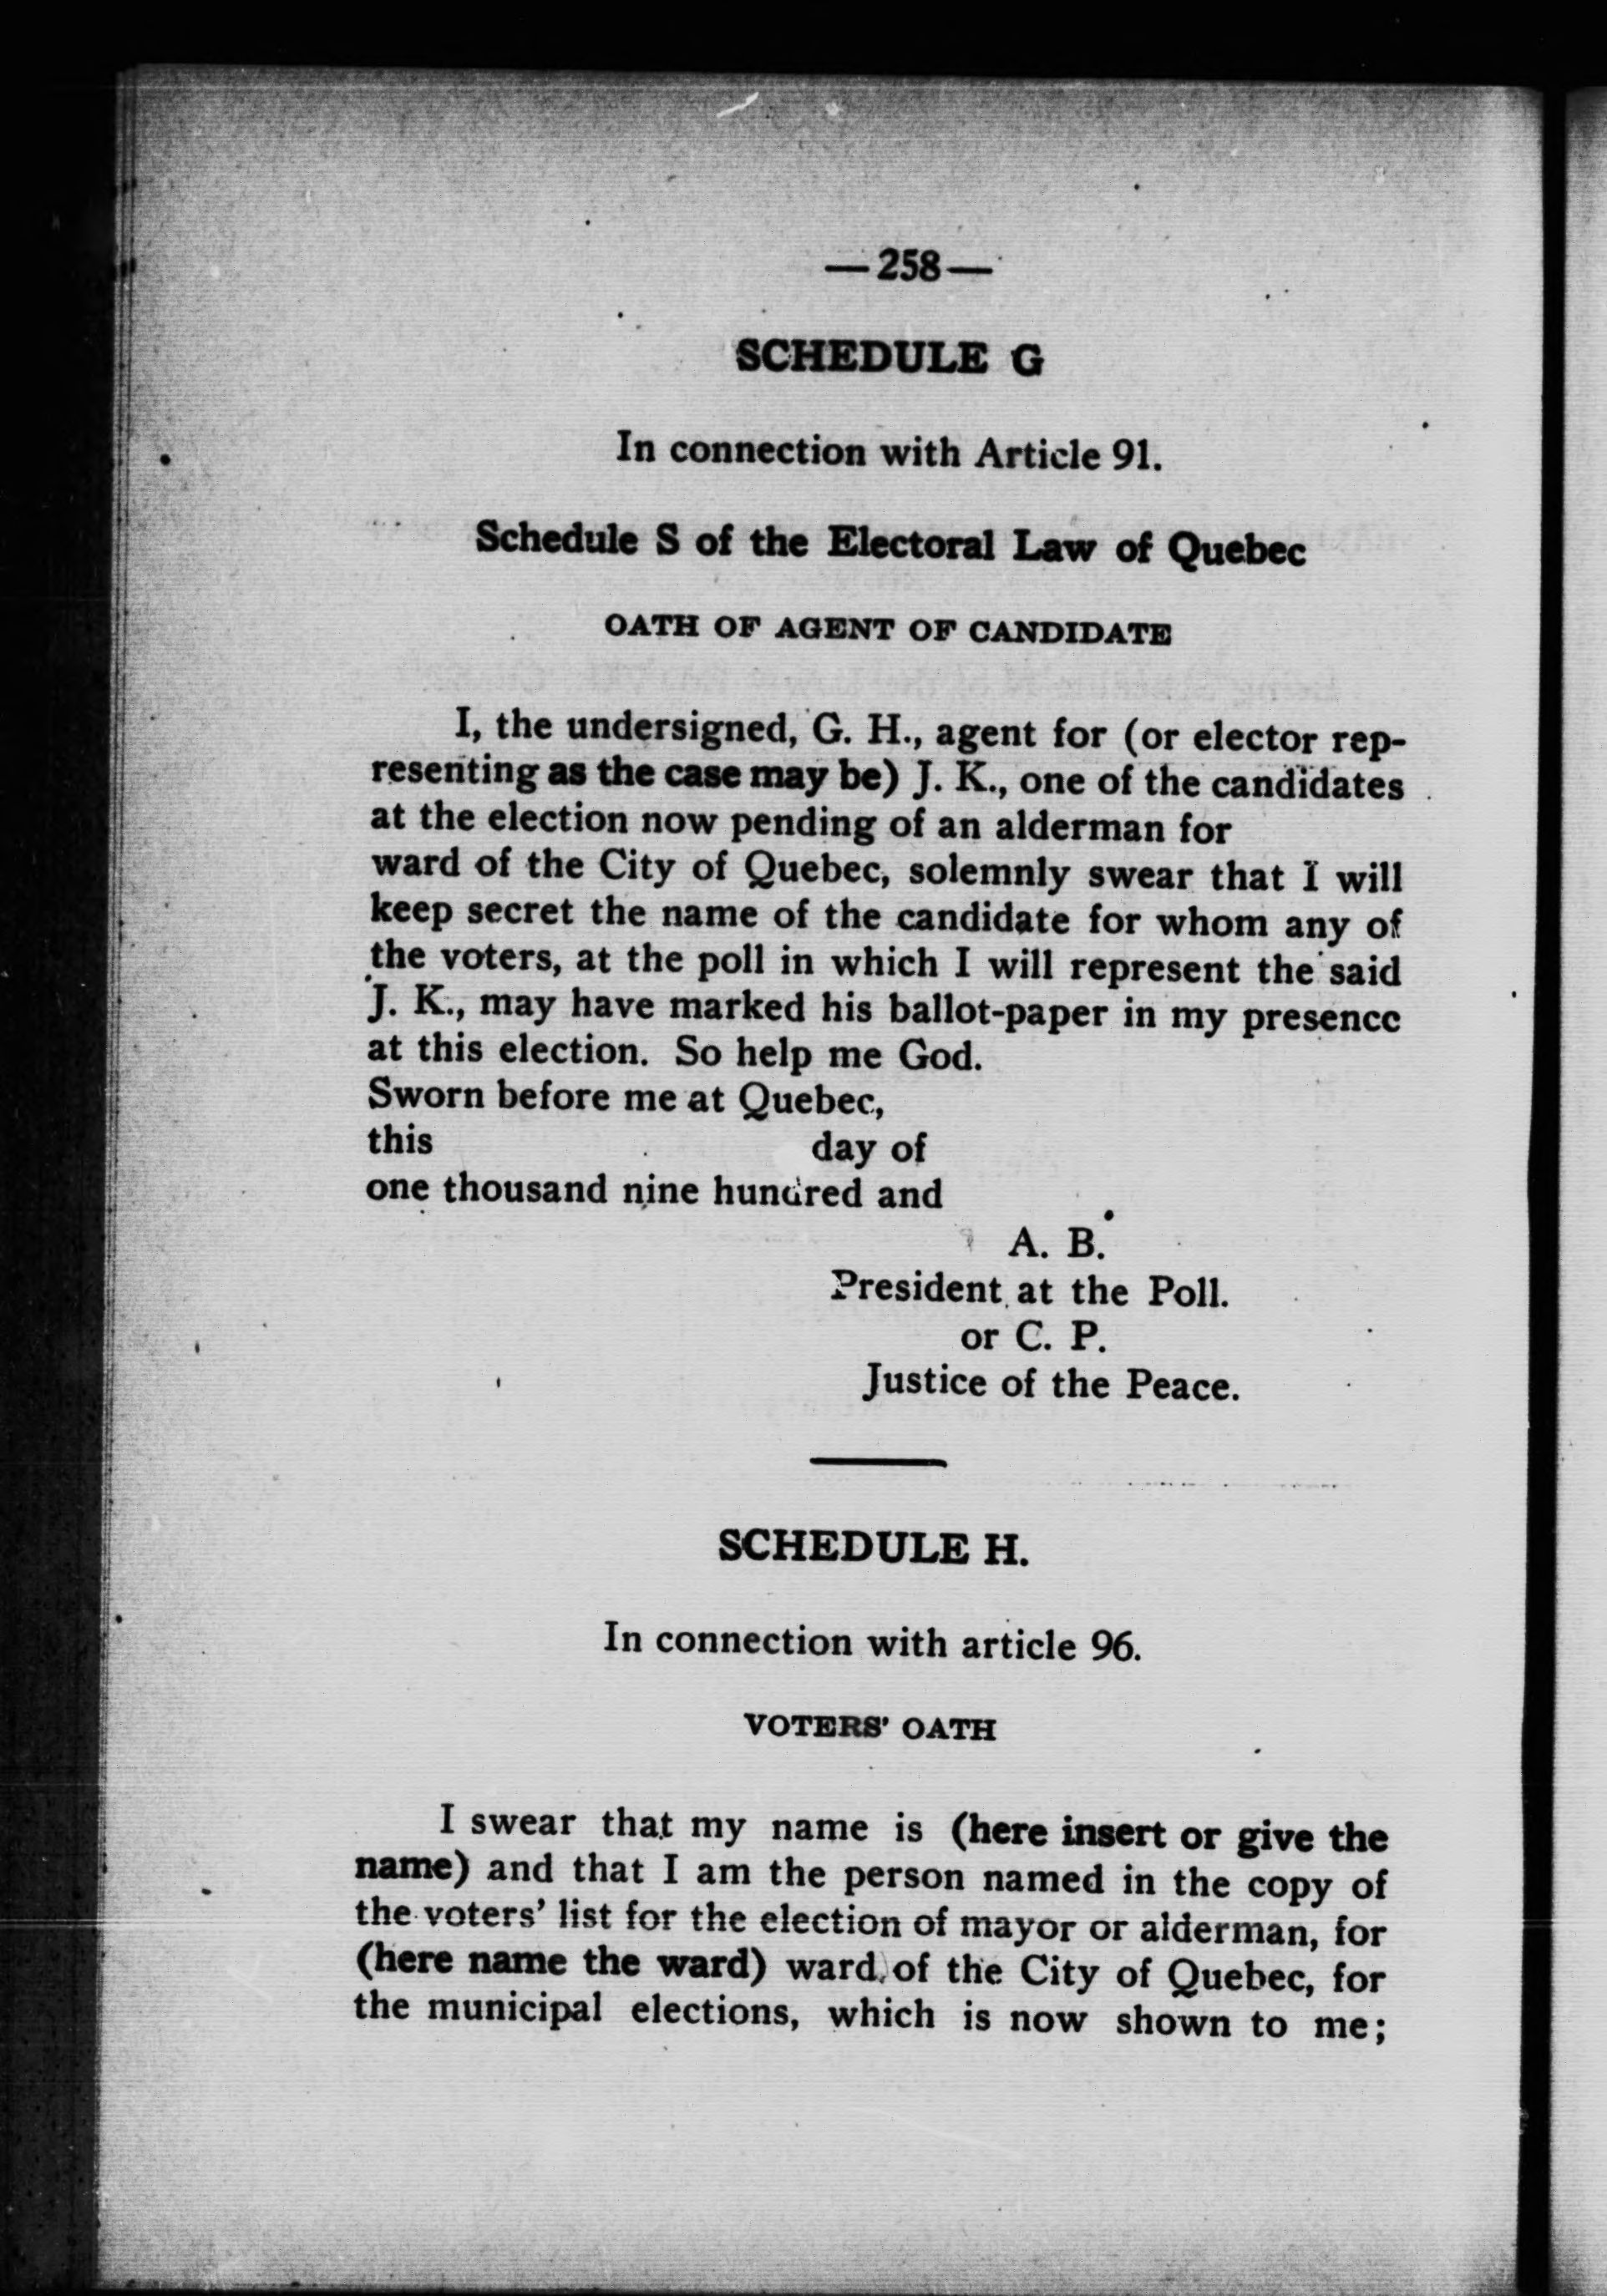 —258—
SCHEDULE G
In connection with Article 91.
Schedule S of the Electoral Law of Quebec
OATH OF AGENT OF CANDIDATE
I, the undersigned, G. H., agent for (or elector rep-
resenting as the case may be) J. K., one of the candidates
at the election now pending of an alderman for
ward of the City of Quebec, solemnly swear that I will
keep secret the name of the candidate for whom any of
the voters, at the poll in which I will represent the said
J. K., may have marked his ballot-paper in my presence
at this election. So help me God.
Sworn before me at Quebec,
this day of
one thousand nine hundred and
A. B.
President at the Poll.
or C. P.
Justice of the Peace.
SCHEDULE H.
In connection with article 96.
VOTERS' OATH
I swear that my name is (here insert or give the
name) and that I am the person named in the copy of
the voters' list for the election of mayor or alderman, for
(here name the ward) ward of the City of Quebec, for
the municipal elections, which is now shown to me;